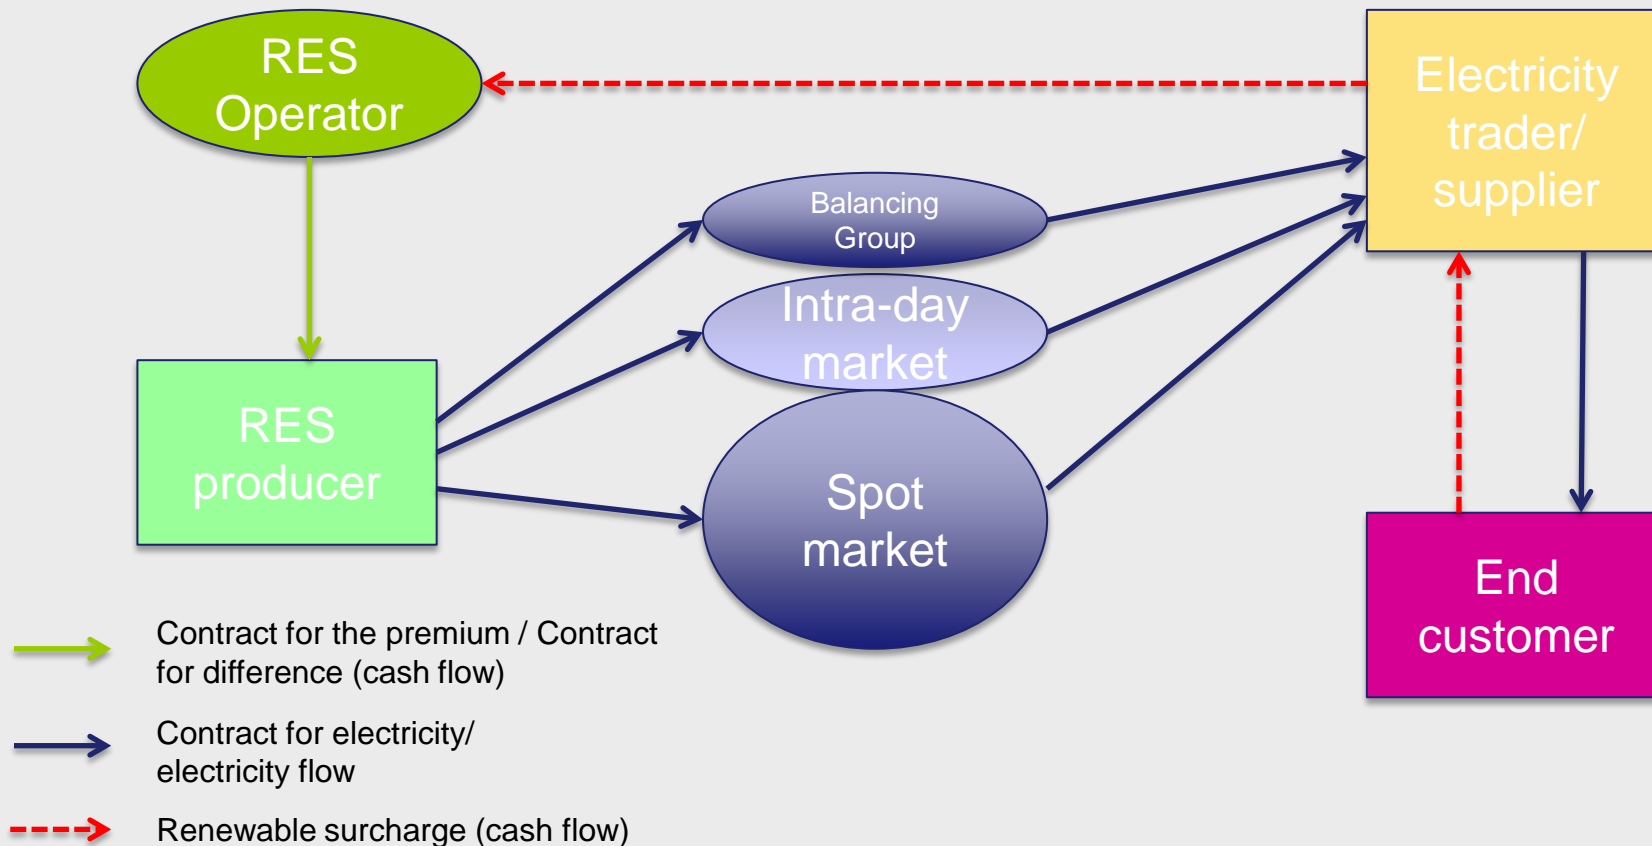 RES
Operator
Electricity
trader/
supplier
Balancing
Group
Intra-day
market
RES
producer
Spot
market
End
customer
Contract for the premium / Contract
for difference (cash flow)
Contract for electricity/
electricity flow
Renewable surcharge (cash flow)